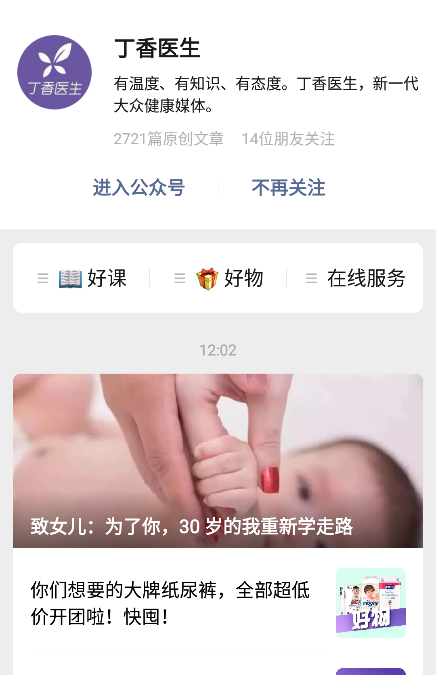 丁香医生
丁香医生
有温度、有知识、有态度。丁香医生，新一代
大众健康媒体。
2721篇原创文章 14位朋友关注
进入公众号 不再关注
好课 好物 在线服务
12:02
致女儿：为了你，30 岁的我重新学走路
你们想要的大牌纸尿裤，全部超低
价开团啦！快囤！
好物